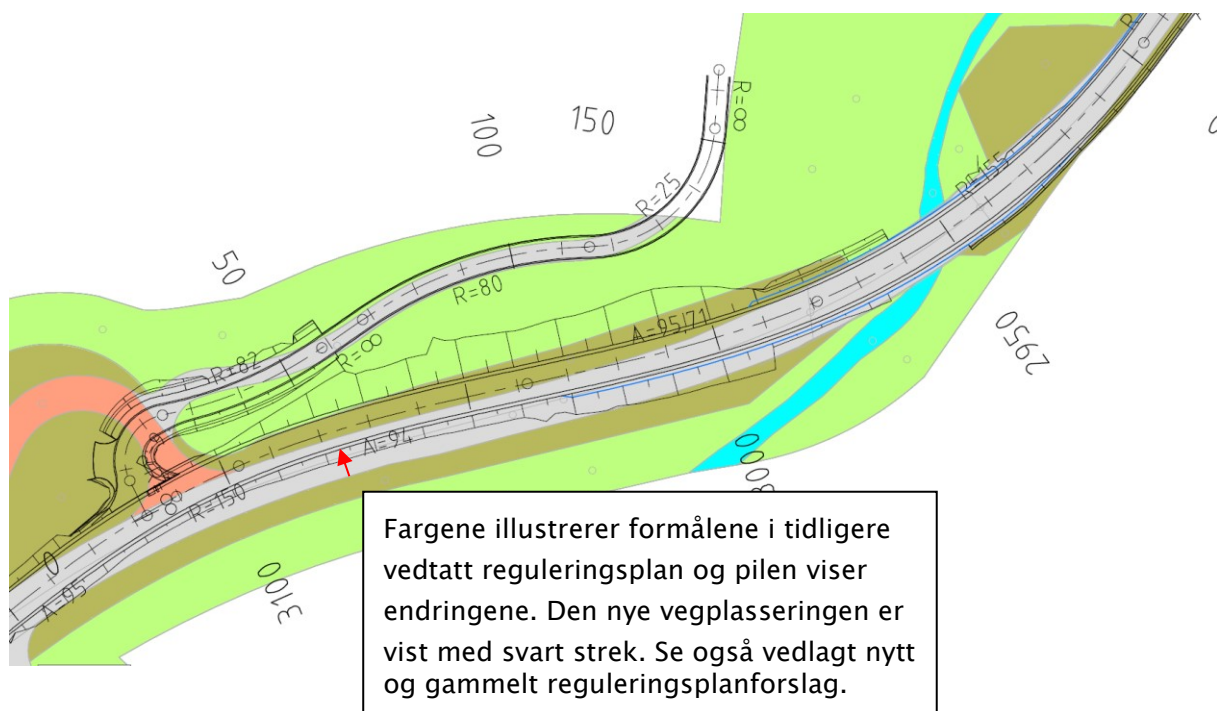 100
150
R=∞
R=25
R=155
50
R=80
R=82
R=∞
A=95,71
2950
A=94
R=150
0
A=95
3100
Fargene illustrerer formålene i tidligere
vedtatt reguleringsplan og pilen viser
endringene. Den nye vegplasseringen er
vist med svart strek. Se også vedlagt nytt
og gammelt reguleringsplanforslag.